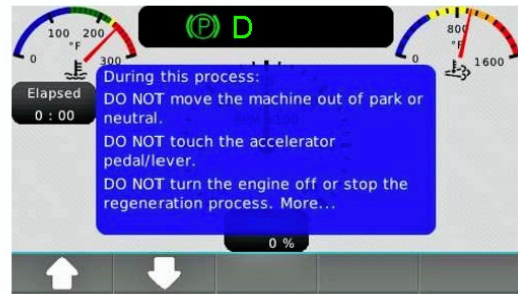 (P) D
100 200
°F
0 300
800
°F
0 1600
Elapsed
0 : 00
During this process:
DO NOT move the machine out of park or
neutral.
DO NOT touch the accelerator
pedal/lever.
DO NOT turn the engine off or stop the
regeneration process. More...
0 %